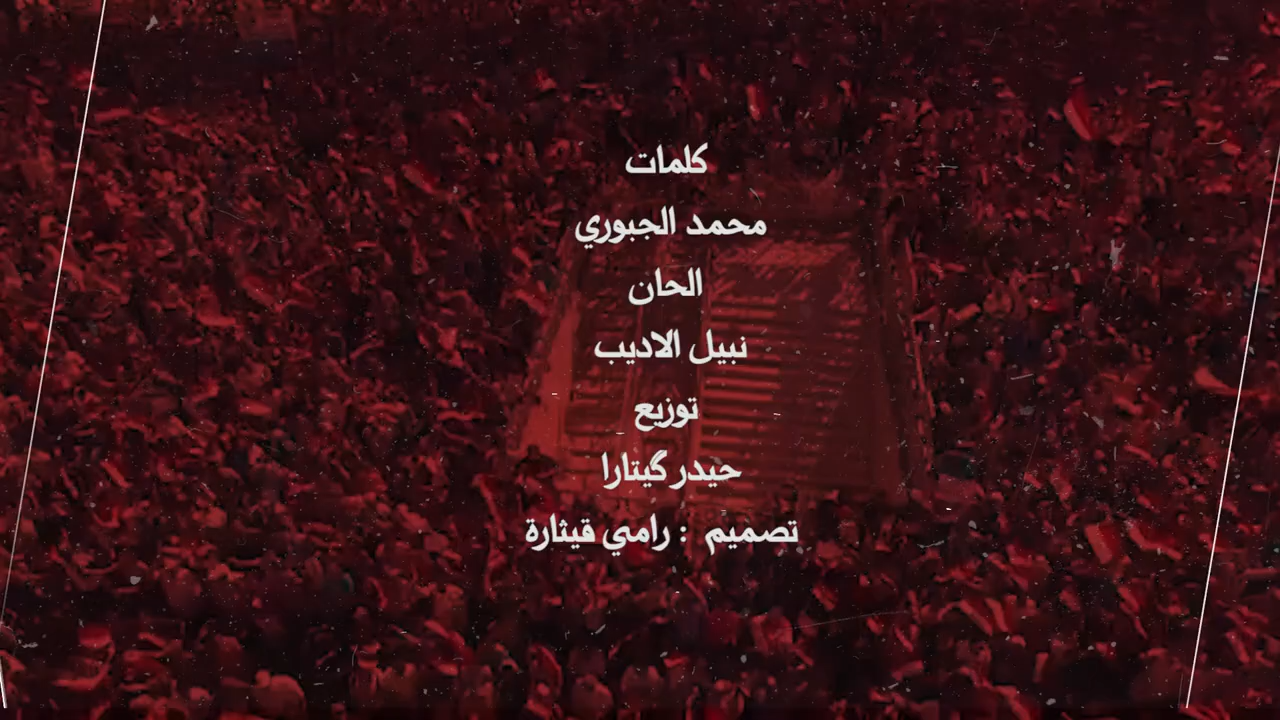 كلمات
محمد الجبوري
الحان
نبيل الاديب
توزيع
حيدر گيتارا
تصميم : رامي قيثارة